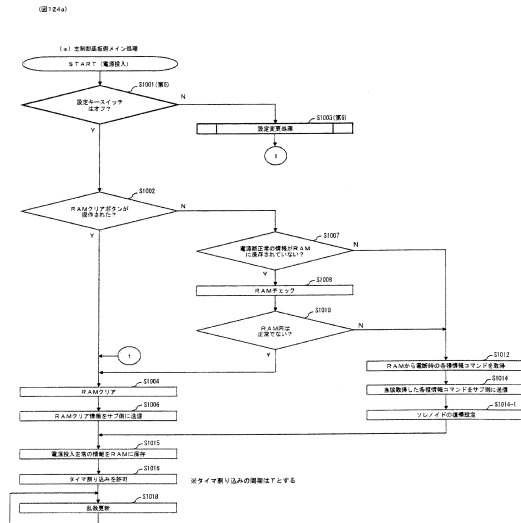 (図124a)
(a) 主制御基板側メイン処理
START (電源投入)
S1001(第6)
設定キースイッチ
はオフ?
N
S1003(第6)
設定変更処理
Y
1
S1002
RAMクリアボタンが
操作された?
N
S1007
電源断正常の情報がRAM
に保存されていない?
N
Y
Y
S1008
RAMチェック
S1010
RAM内は
正常でない?
N
Y
1
S1012
RAMから電断時の各種情報コマンドを取得
S1004
RAMクリア
S1014
当該取得した各種情報コマンドをサブ側に送信
S1006
RAMクリア情報をサブ側に送信
S1014-1
ソレノイドの復帰設定
S1015
電源投入正常の情報をRAMに保存
S1016
タイマ割り込みを許可
※タイマ割り込みの周期はTとする
S1018
乱数更新